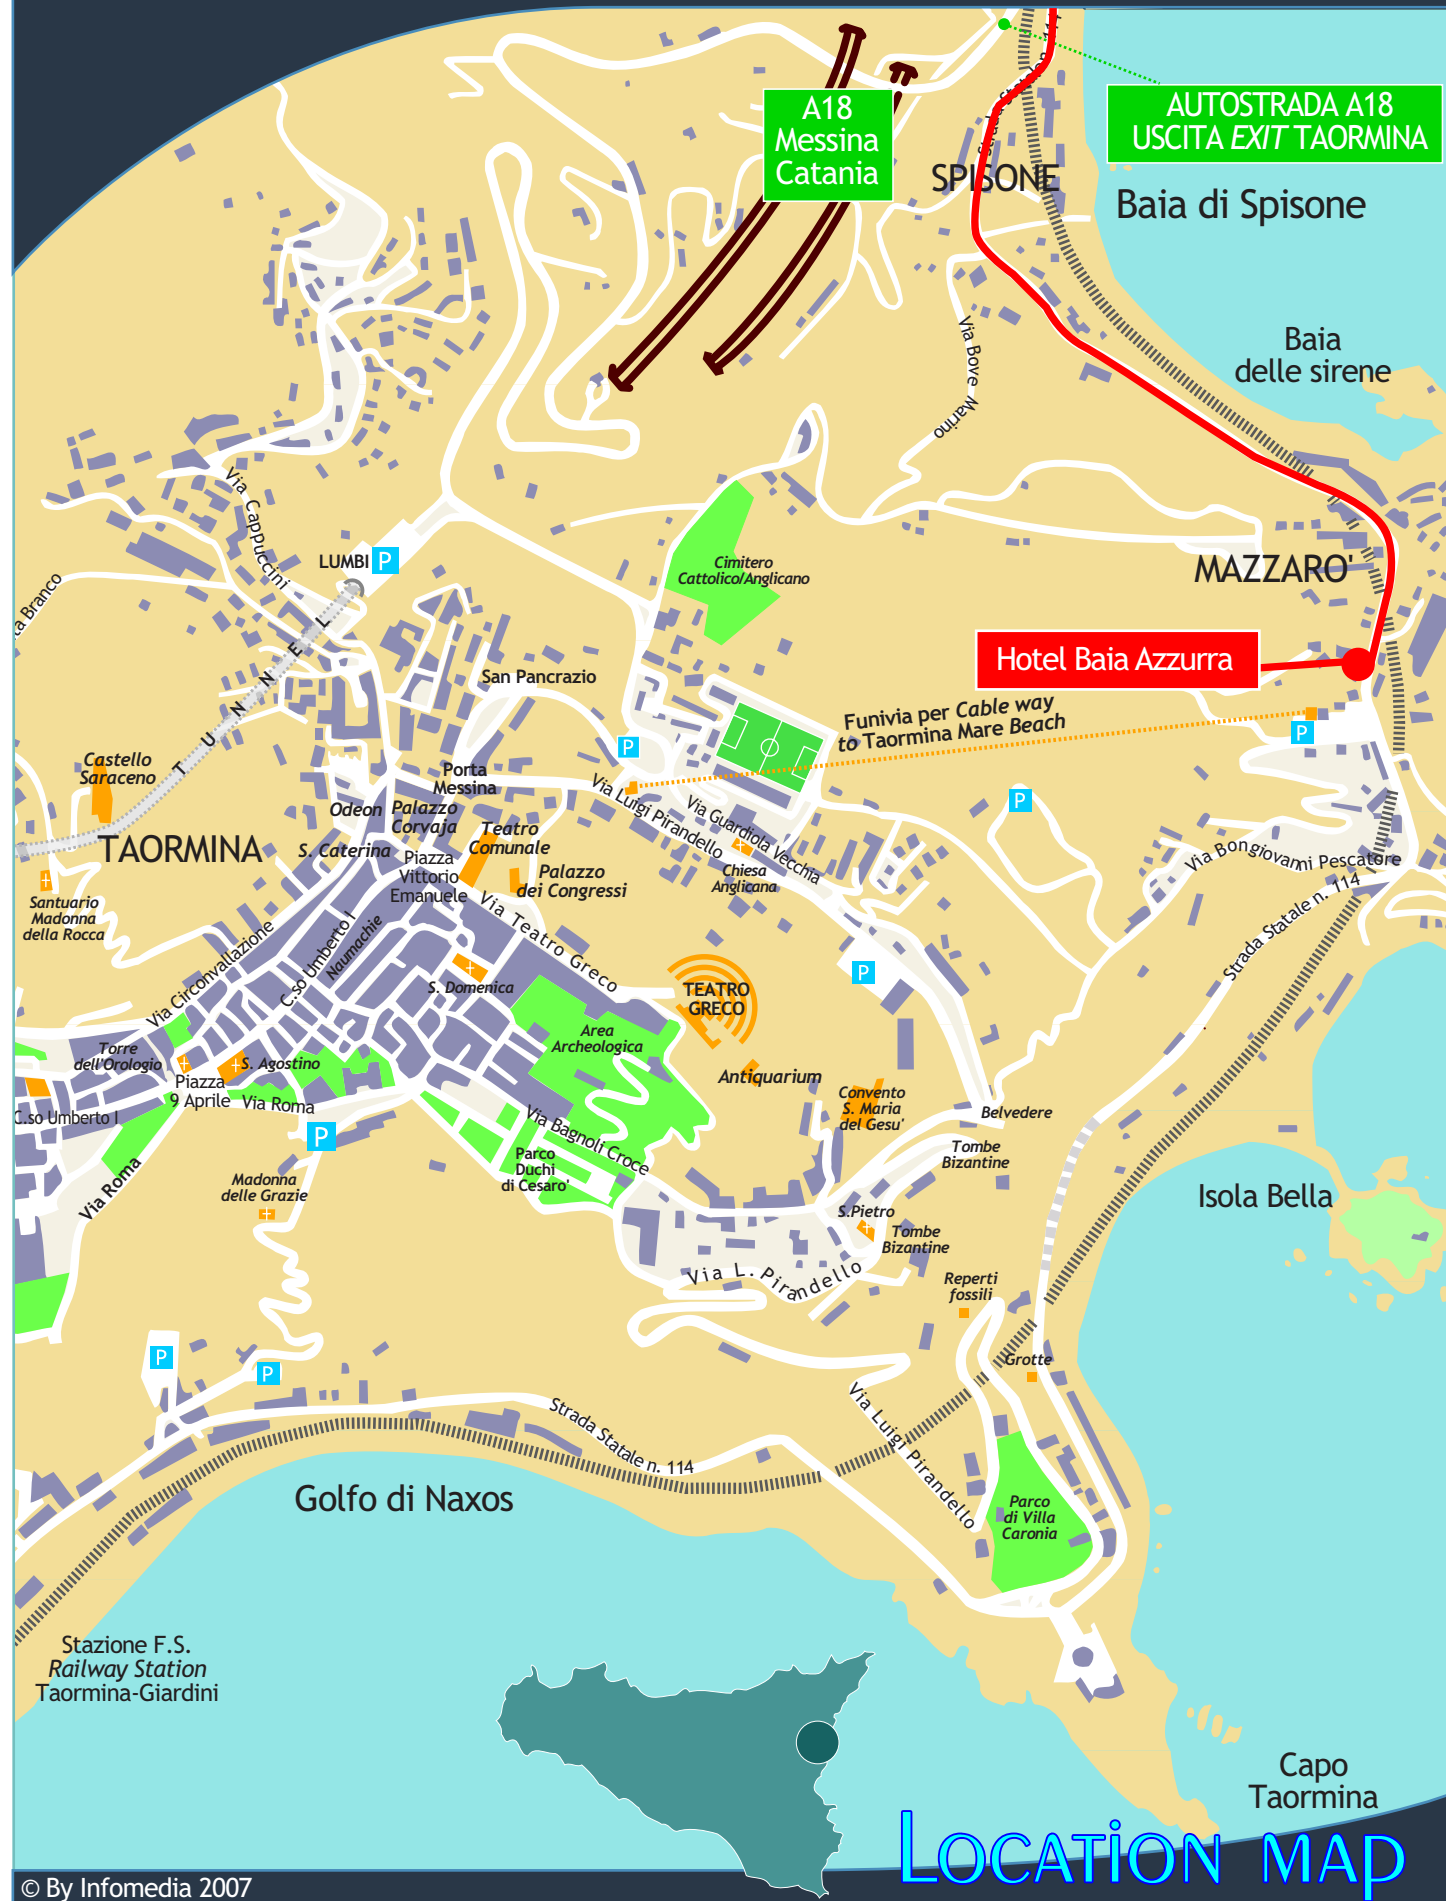 A18
Messina
Catania
AUTOSTRADA A18
USCITA EXIT TAORMINA
SPISONE
Baia di Spisone
Baia
delle sirene
Via Bove Marino
Via Cappuccini
LUMBI P
Cimitero
Cattolico/Anglicano
MAZZARO'
Hotel Baia Azzurra
TUNNEL
San Pancrazio
Funivia per Cable way
to Taormina Mare Beach
P
P
P
Castello
Saraceno
Porta
Messina
Odeon
Palazzo
Corvaja
Teatro
Comunale
Via Luigi Pirandello
Via Guardiola Vecchia
TAORMINA
S. Caterina
Piazza
Vittorio
Emanuele
Palazzo
dei Congressi
Chiesa
Anglicana
Via Bongiovanni Pescatore
Strada Statale n. 114
Santuario
Madonna
della Rocca
Via Circonvallazione
C.so Umberto I
Naumachie
Via Teatro Greco
S. Domenica
TEATRO
GRECO
P
Area
Archeologica
Torre
dell'Orologio
S. Agostino
Antiquarium
Piazza
9 Aprile
Via Roma
C.so Umberto I
Convento
S. Maria
del Gesu'
Belvedere
P
Via Bagnoli Croce
Tombe
Bizantine
Parco
Duchi
di Cesaro'
Via Roma
Madonna
delle Grazie
Isola Bella
S.Pietro
Tombe
Bizantine
Via L. Pirandello
Reperti
fossili
P
P
Grotte
Via Luigi Pirandello
Strada Statale n. 114
Golfo di Naxos
Parco
di Villa
Caronia
Stazione F.S.
Railway Station
Taormina-Giardini
Capo
Taormina
LOCATiON MAP
© By Infomedia 2007